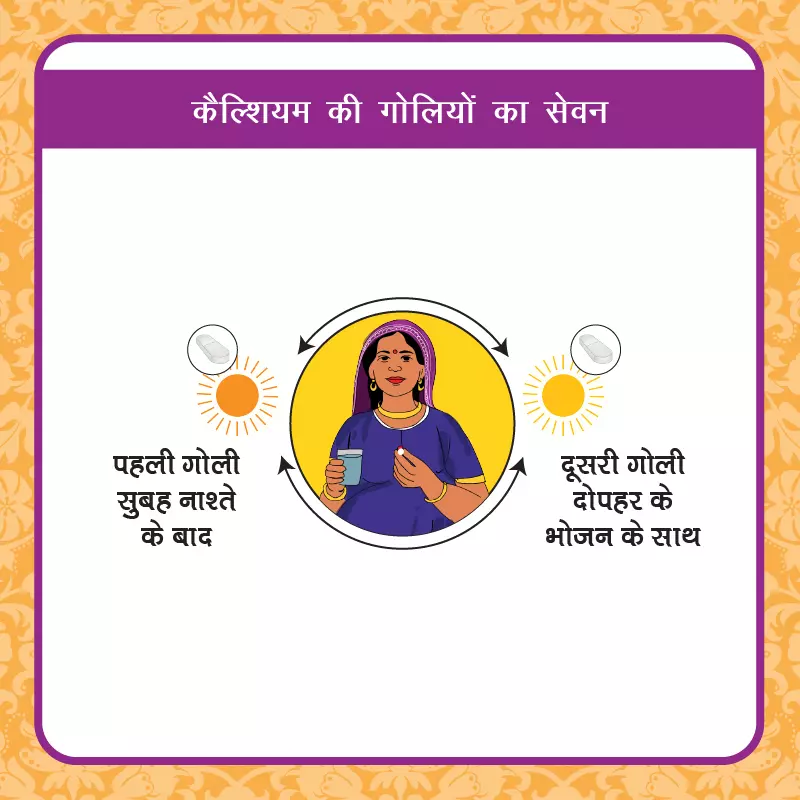 कैल्शियम की गोलियों का सेवन
पहली गोली
सुबह नाश्ते
के बाद
दूसरी गोली
दोपहर के
भोजन के साथ